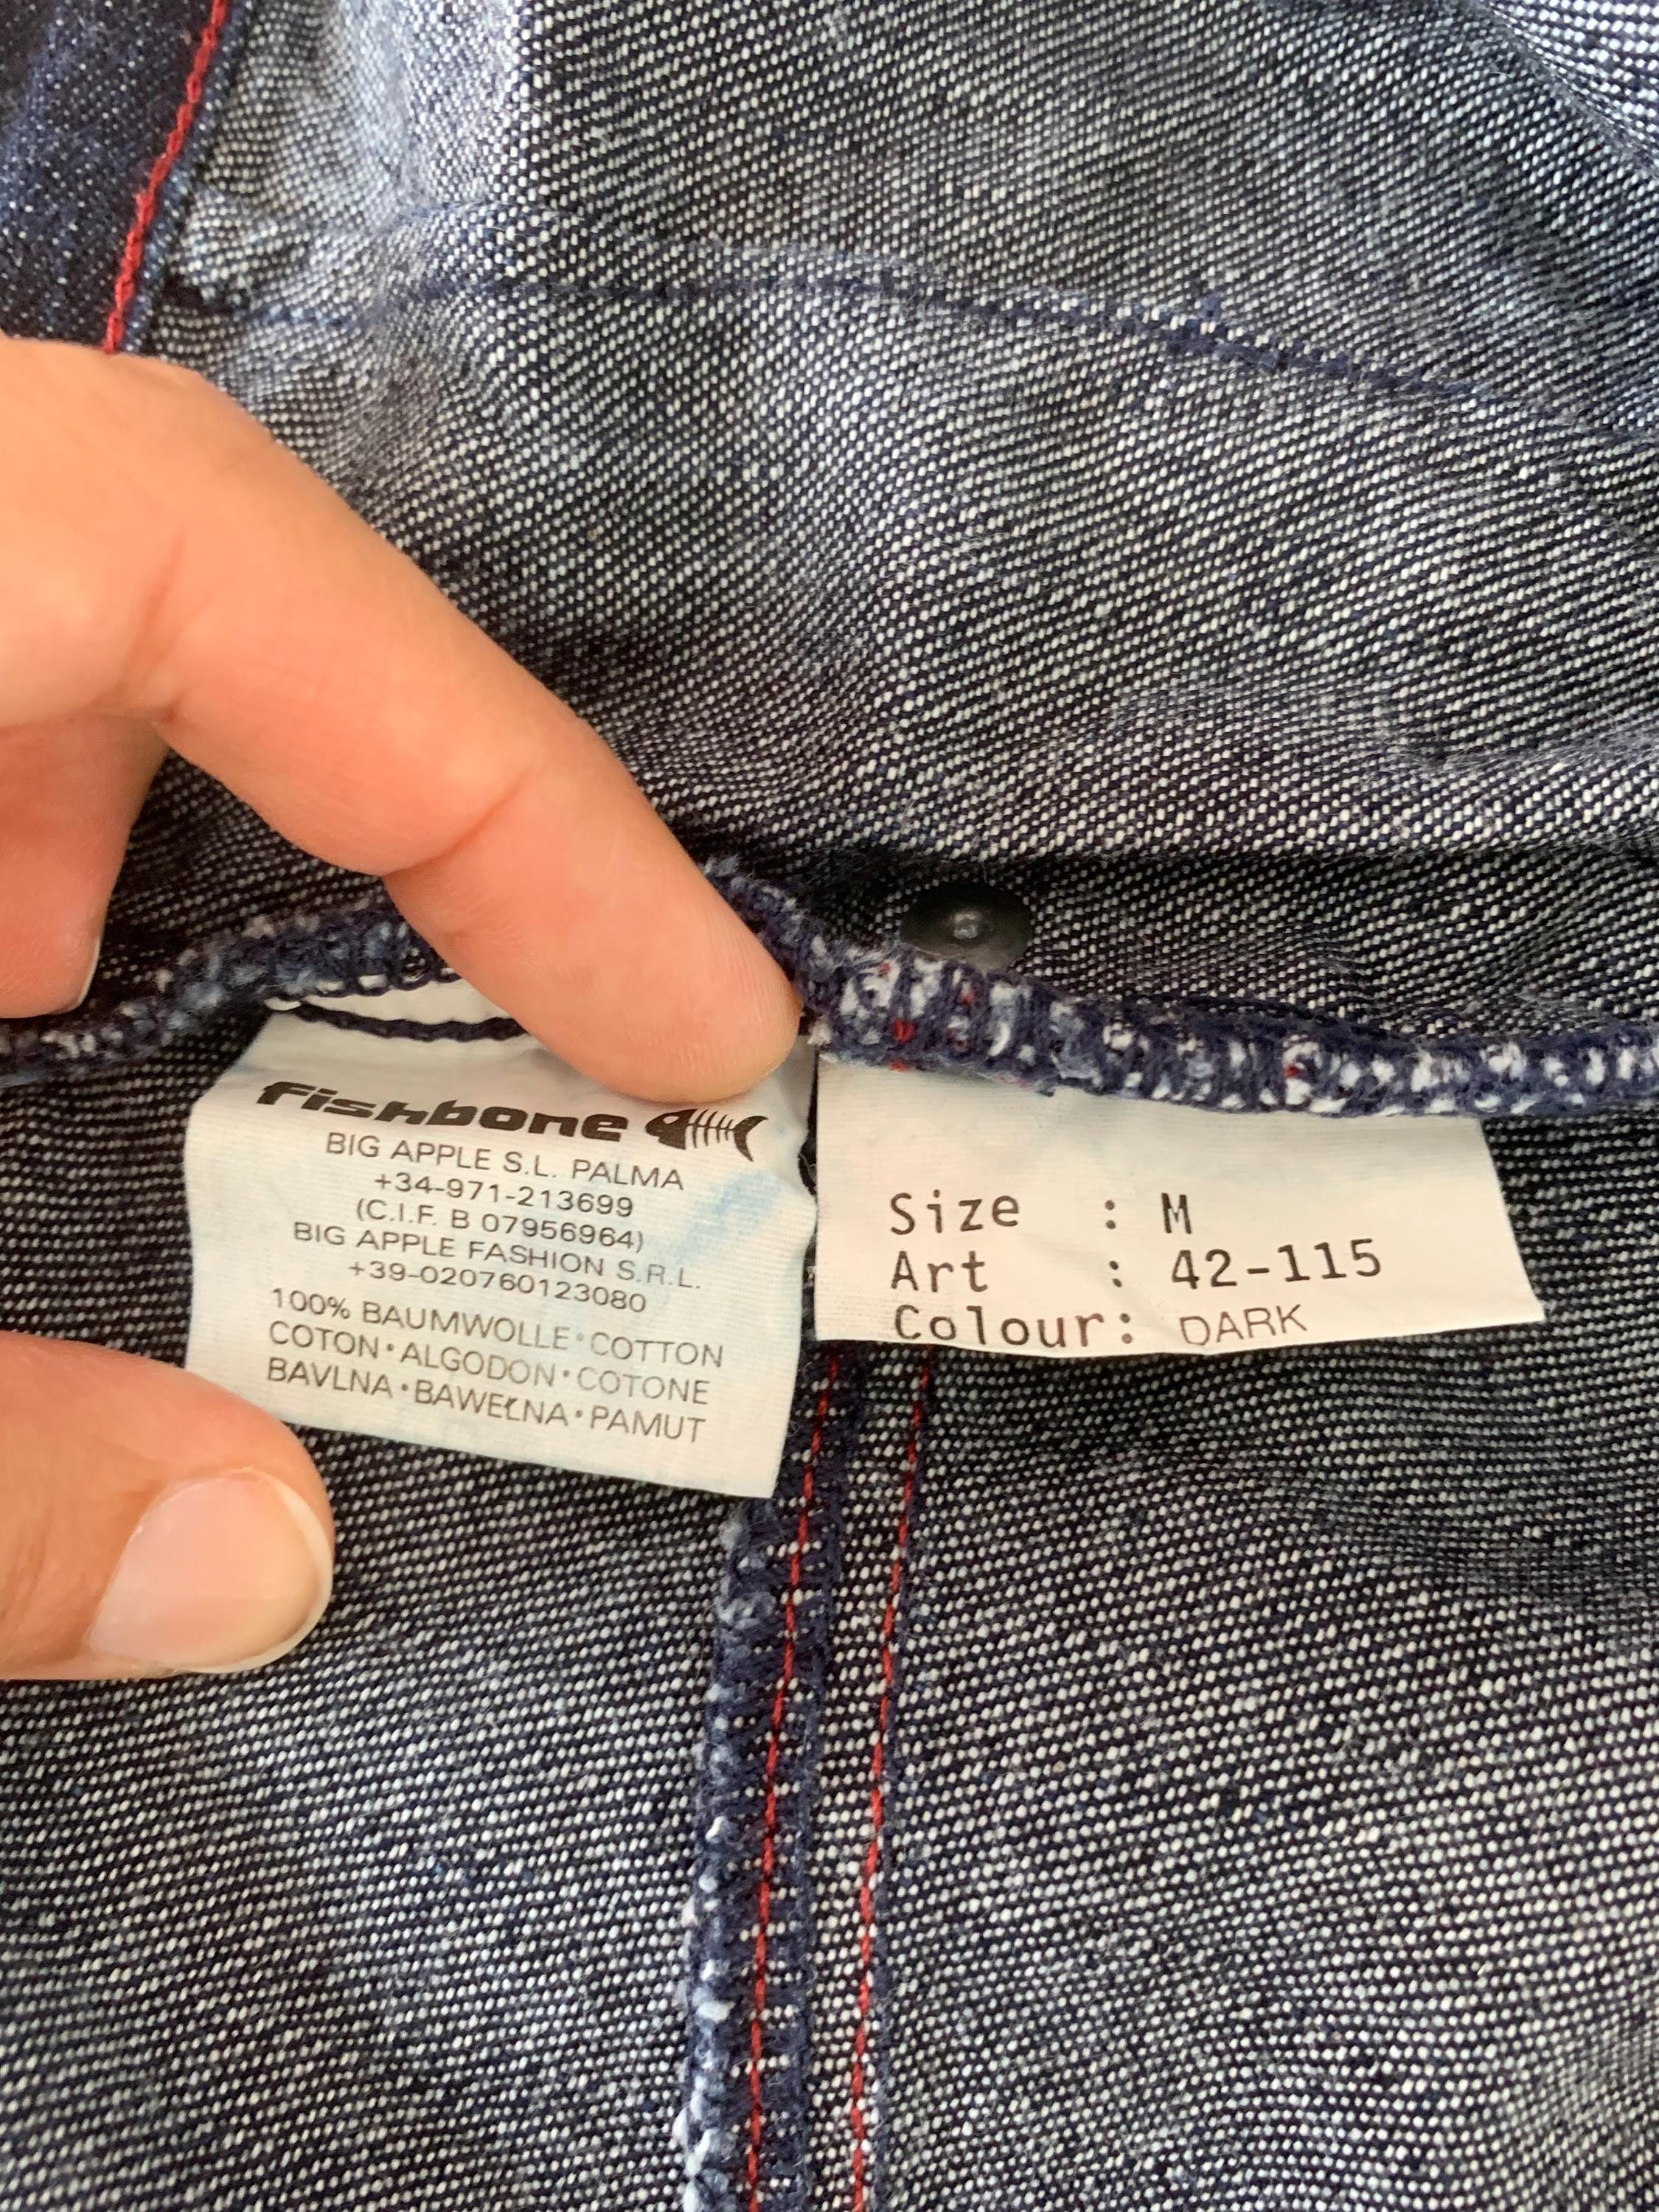 Fishbone
BIG APPLE S.L. PALMA
+34-971-213699
(C.I.F. B 07956964)
BIG APPLE FASHION S.R.L.
+39-020760123080
100% BAUMWOLLE•COTTON
COTON•ALGODON•COTONE
BAVLNA•BAWEŁNA•PAMUT
Size : M
Art : 42-115
Colour: DARK